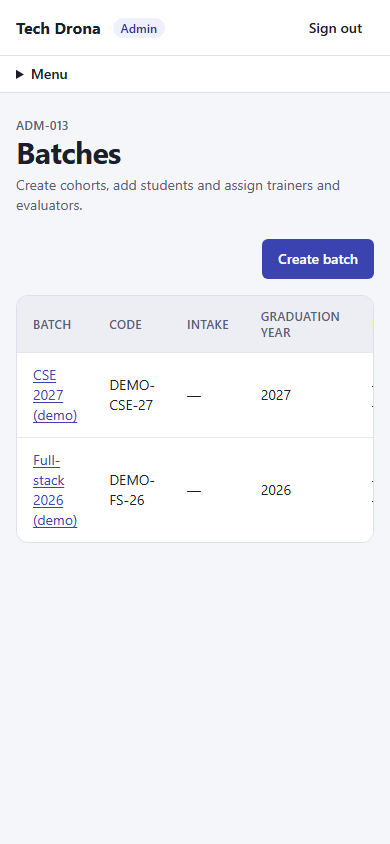 Tech Drona Admin Sign out
▶ Menu
ADM-013
Batches
Create cohorts, add students and assign trainers and
evaluators.
Create batch
BATCH CODE INTAKE GRADUATION
YEAR
CSE
2027
(demo)
DEMO-
CSE-27
—
2027
Full-
stack
2026
(demo)
DEMO-
FS-26
—
2026